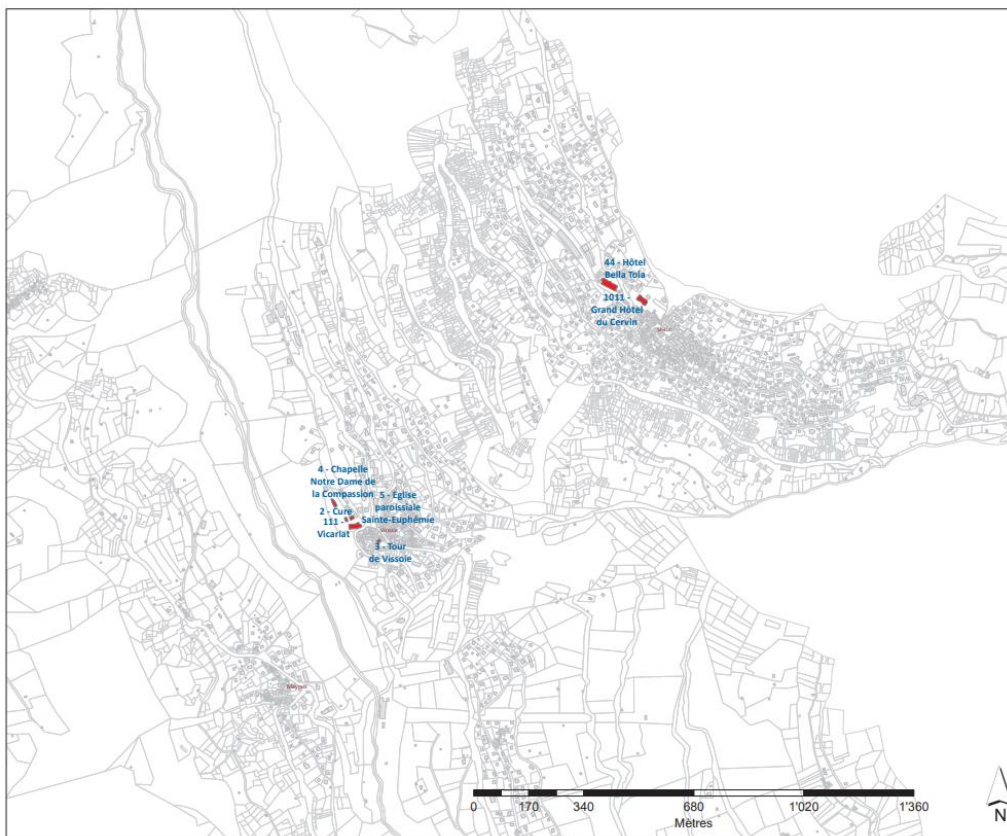 44 - Hôtel
Bella Tola
1011 -
Grand Hôtel
du Cervin
4 - Chapelle
Notre Dame de
la Compassion
5 - Eglise
paroissiale
Sainte-Euphémie
2 - Cure
111 -
Vicariat
3 - Tour
de Vissoie
0 170 340 680 1'020 1'360
Mètres
N